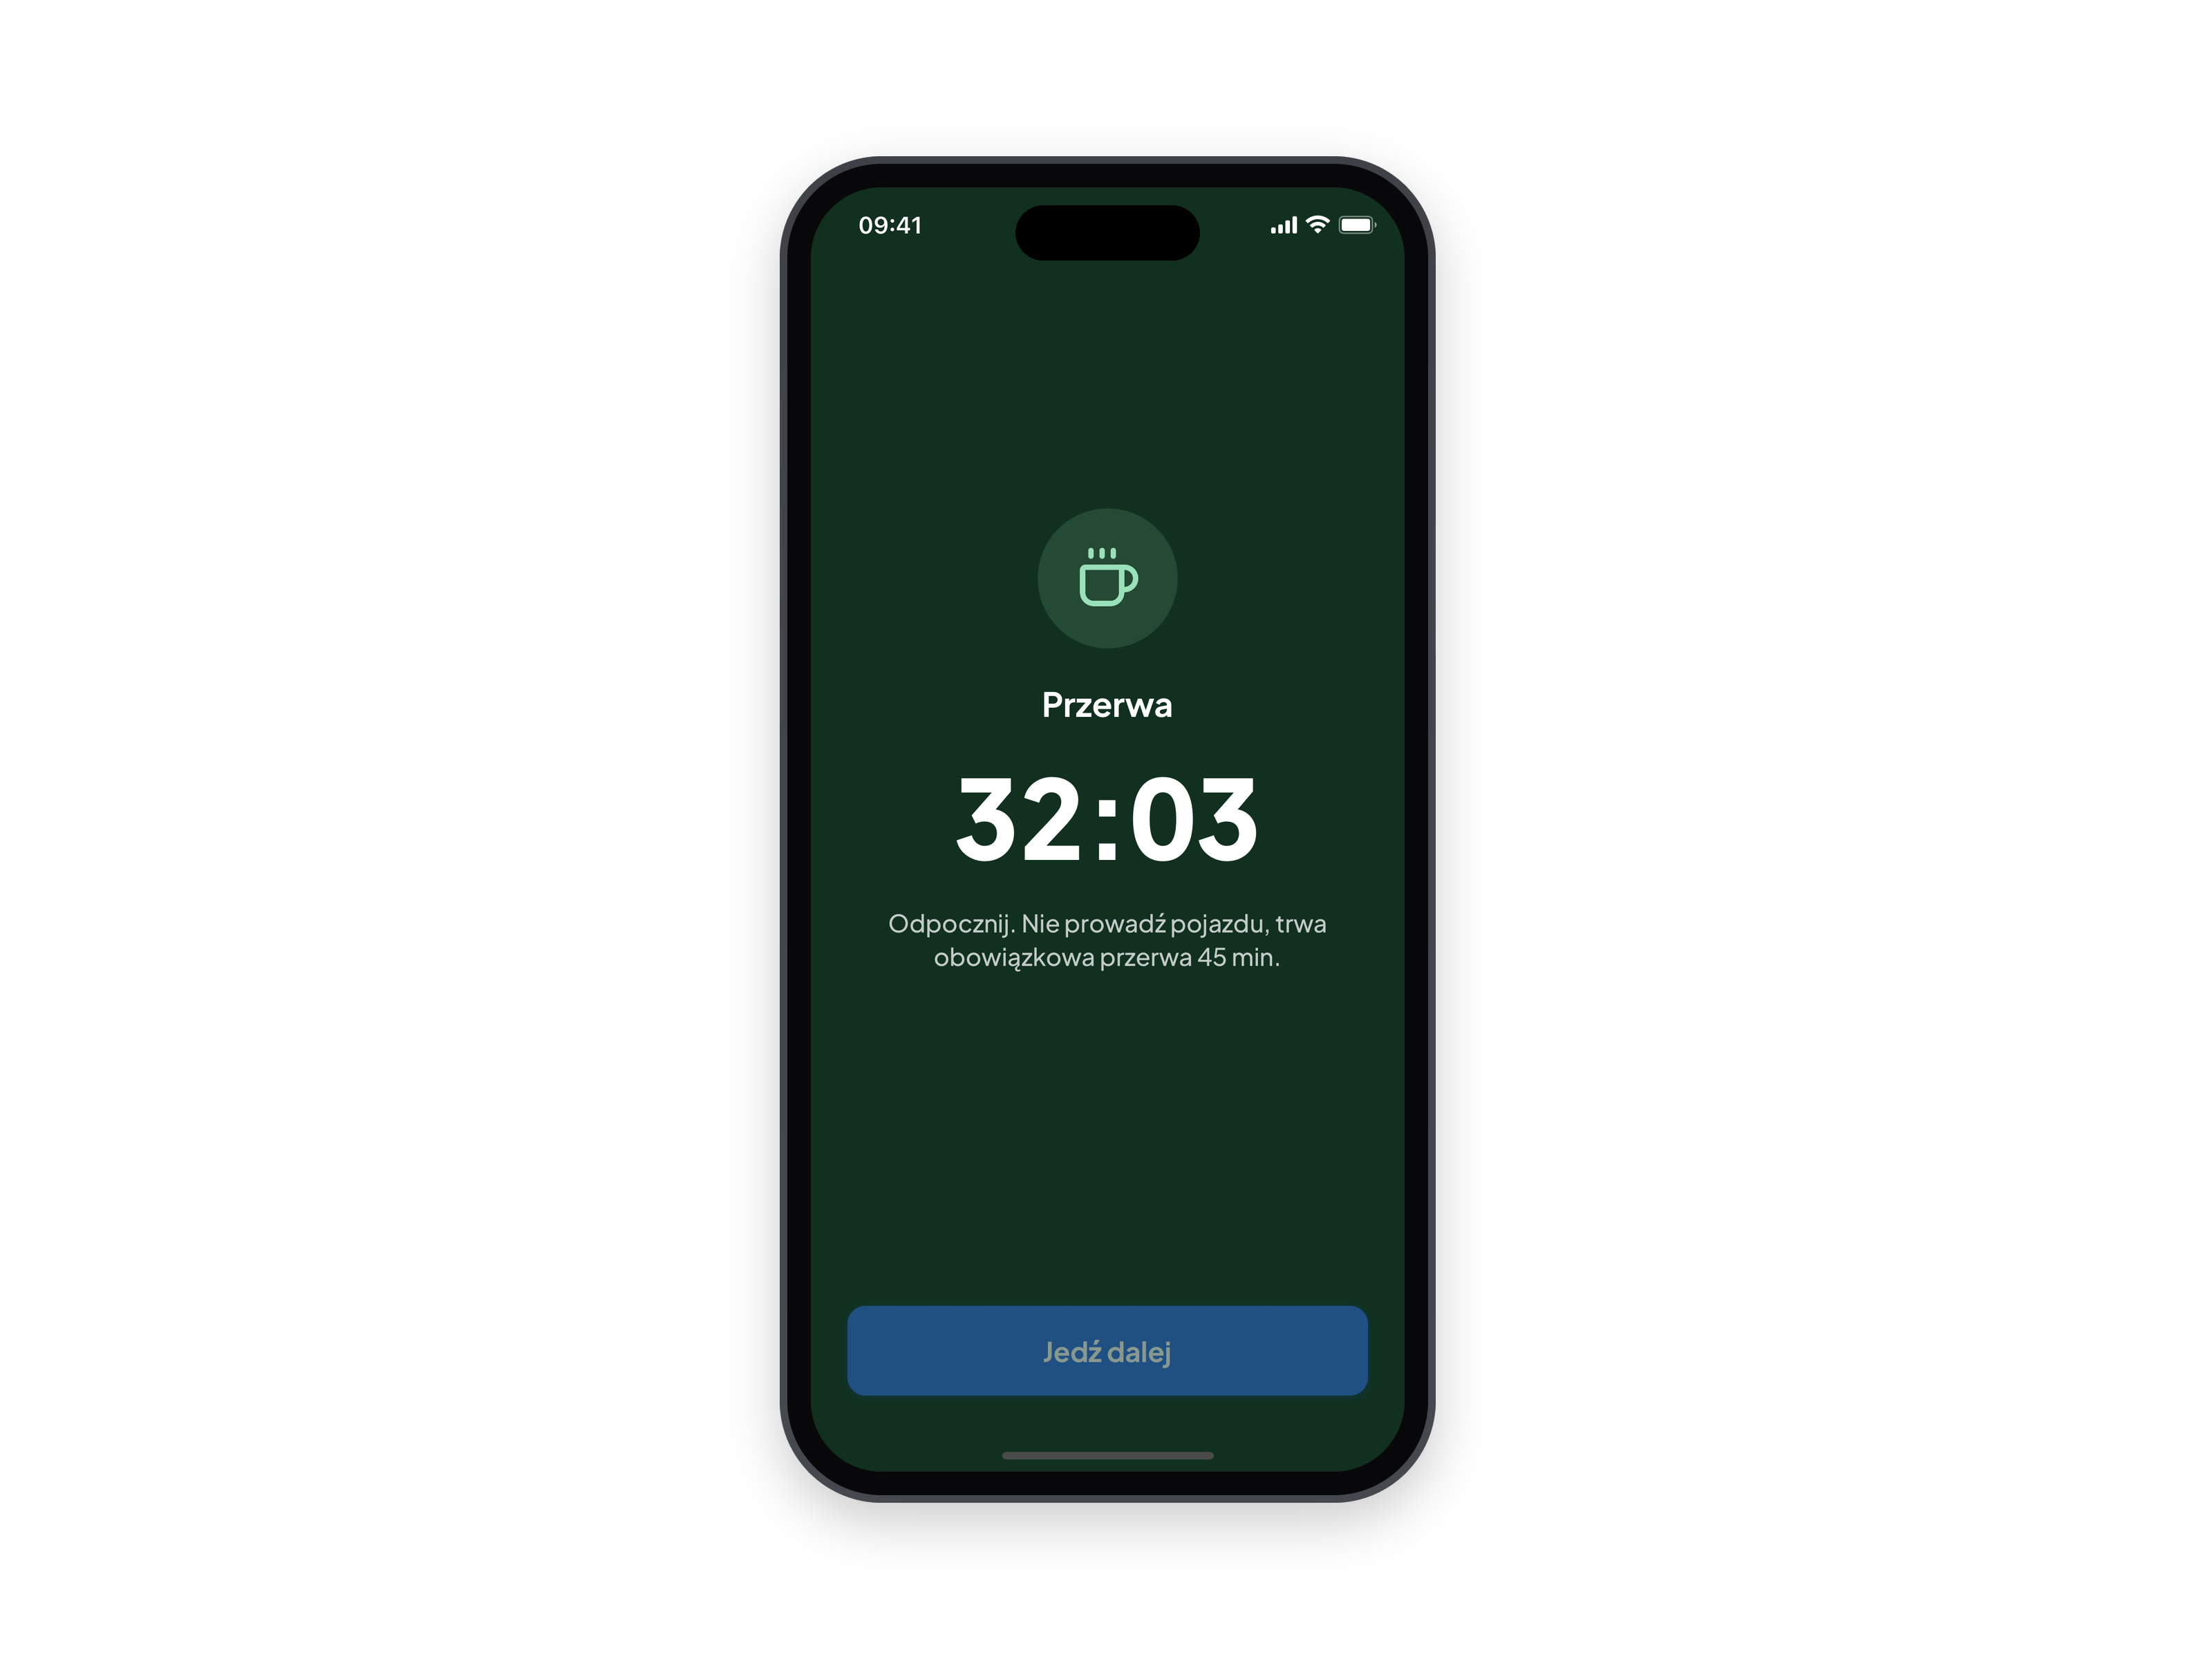 09:41
Przerwa
32:03
Odpocznij. Nie prowadź pojazdu, trwa
obowiązkowa przerwa 45 min.
Jedź dalej